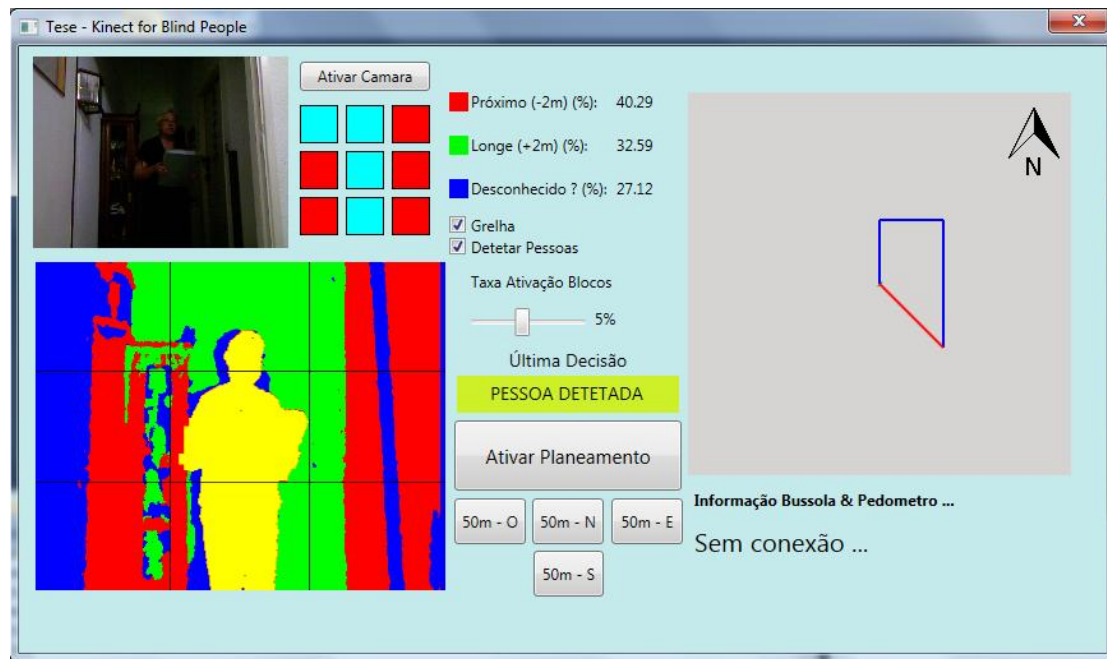 Tese - Kinect for Blind People
Ativar Camara
Próximo (-2m) (%): 40.29
Longe (+2m) (%): 32.59
Desconhecido ? (%): 27.12
Grelha
Detetar Pessoas
Taxa Ativação Blocos
5%
Última Decisão
PESSOA DETETADA
Ativar Planeamento
50m - O
50m - N
50m - E
50m - S
N
Informação Bussola & Pedometro ...
Sem conexão ...